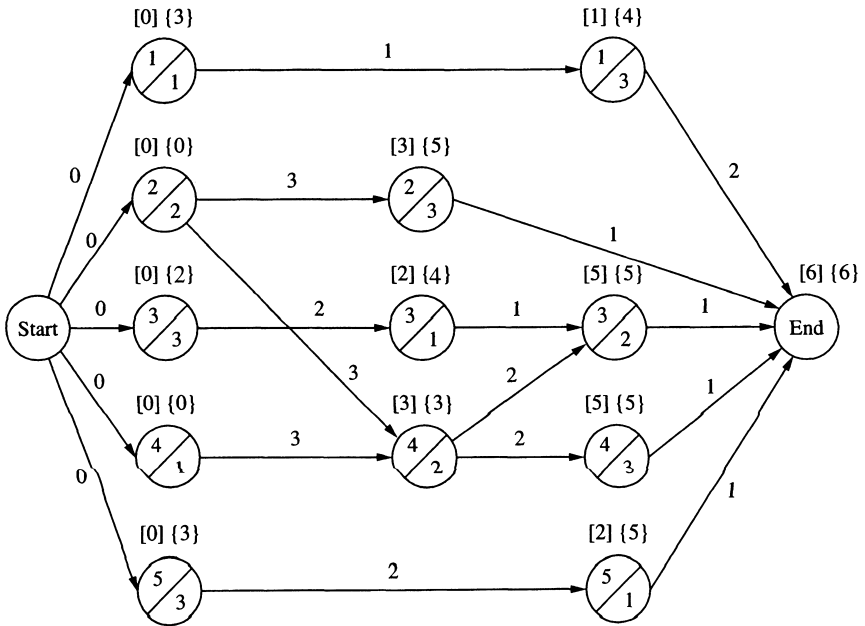 [0] {3} [1] {4}
1 1 1 1 3
0 2
[0] {0} [3] {5}
2 2 3 2 3
0 1
[0] {2} [2] {4} [5] {5} [6] {6}
Start 0 3 3 2 3 1 1 3 2 1 End
0 3 2 1
[0] {0} [3] {3} [5] {5}
4 1 3 4 2 2 4 3
0 1
[0] {3} [2] {5}
5 3 2 5 1